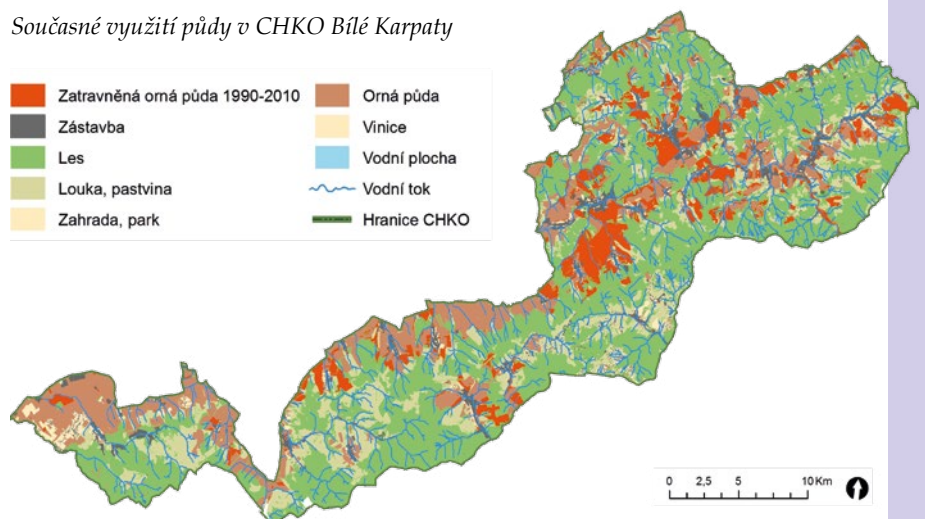 Současné využití půdy v CHKO Bílé Karpaty
Zatravněná orná půda 1990-2010
Zástavba
Les
Louka, pastvina
Zahrada, park
Orná půda
Vinice
Vodní plocha
Vodní tok
Hranice CHKO
0 2,5 5 10 Km